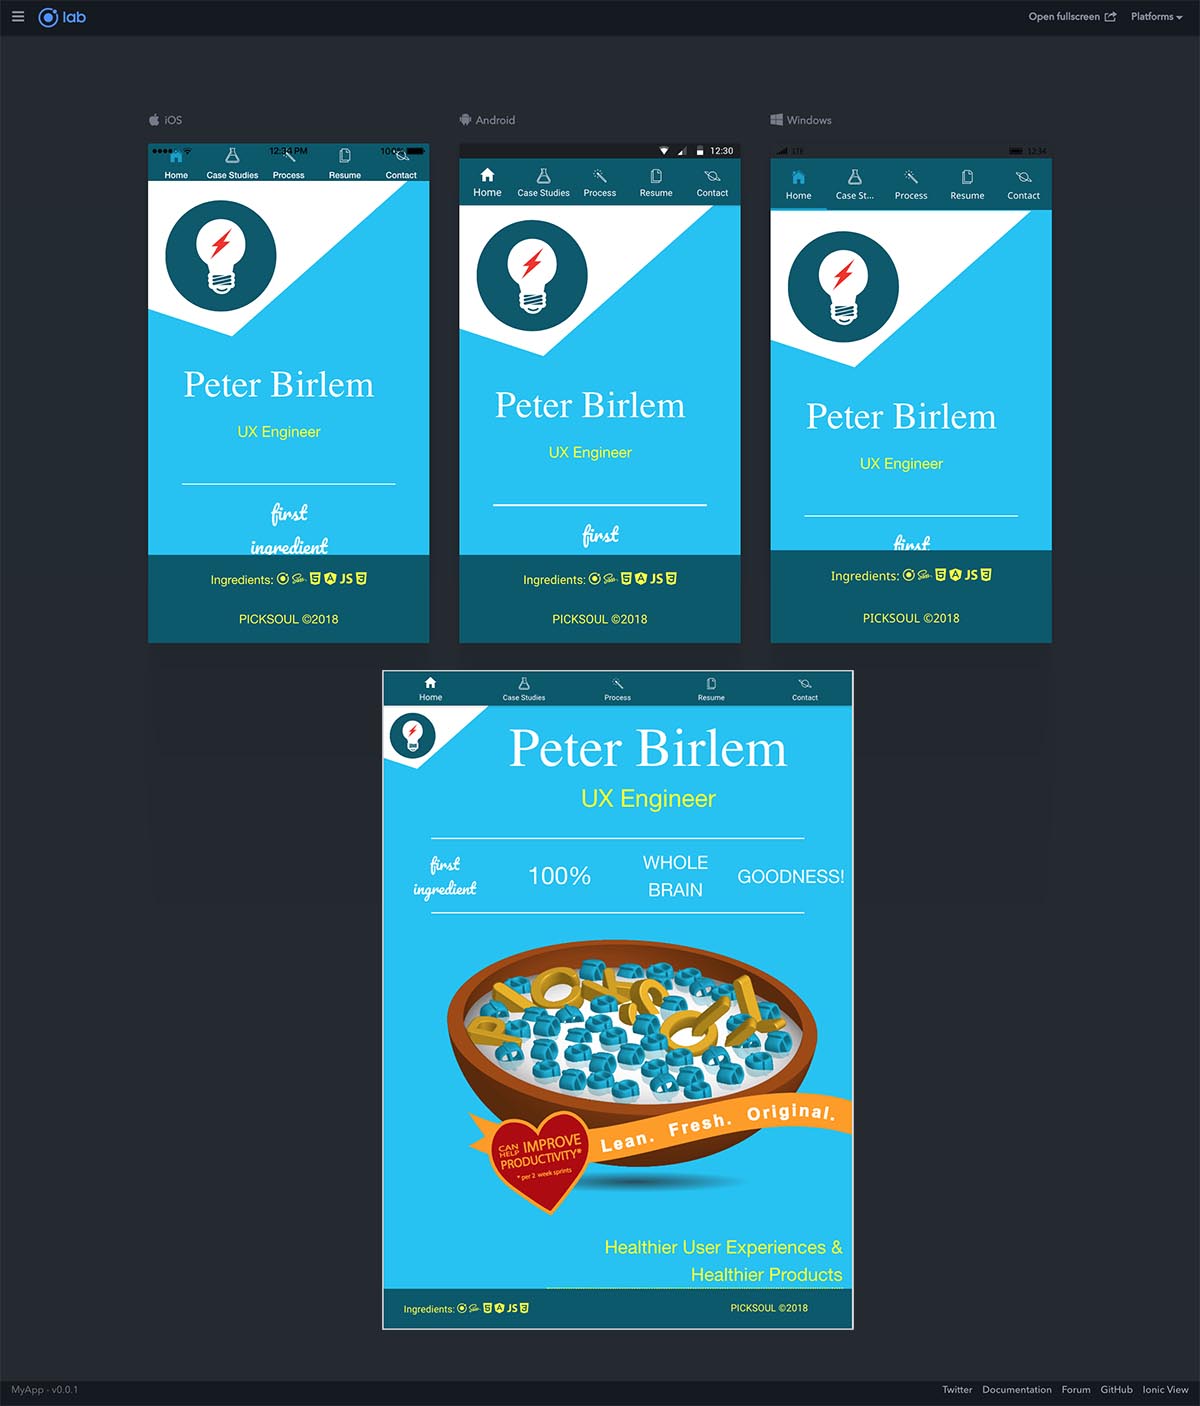 lab
Open fullscreen Platforms
iOS
Android
Windows
12:34 PM 100%
Home Case Studies Process Resume Contact
Peter Birlem
UX Engineer
first
ingredient
Ingredients: JS
PICKSOUL ©2018
12:30
Home Case Studies Process Resume Contact
Peter Birlem
UX Engineer
first
Ingredients: JS
PICKSOUL ©2018
LTE 12:34
Home Case St... Process Resume Contact
Peter Birlem
UX Engineer
first
Ingredients: JS
PICKSOUL ©2018
Home Case Studies Process Resume Contact
Peter Birlem
UX Engineer
first
ingredient
100%
WHOLE
BRAIN
GOODNESS!
PICKSOUL
CAN
HELP IMPROVE
PRODUCTIVITY*
* per 2 week sprints
Lean. Fresh. Original.
Healthier User Experiences &
Healthier Products
Ingredients: JS PICKSOUL ©2018
MyApp - v0.0.1 Twitter Documentation Forum GitHub Ionic View